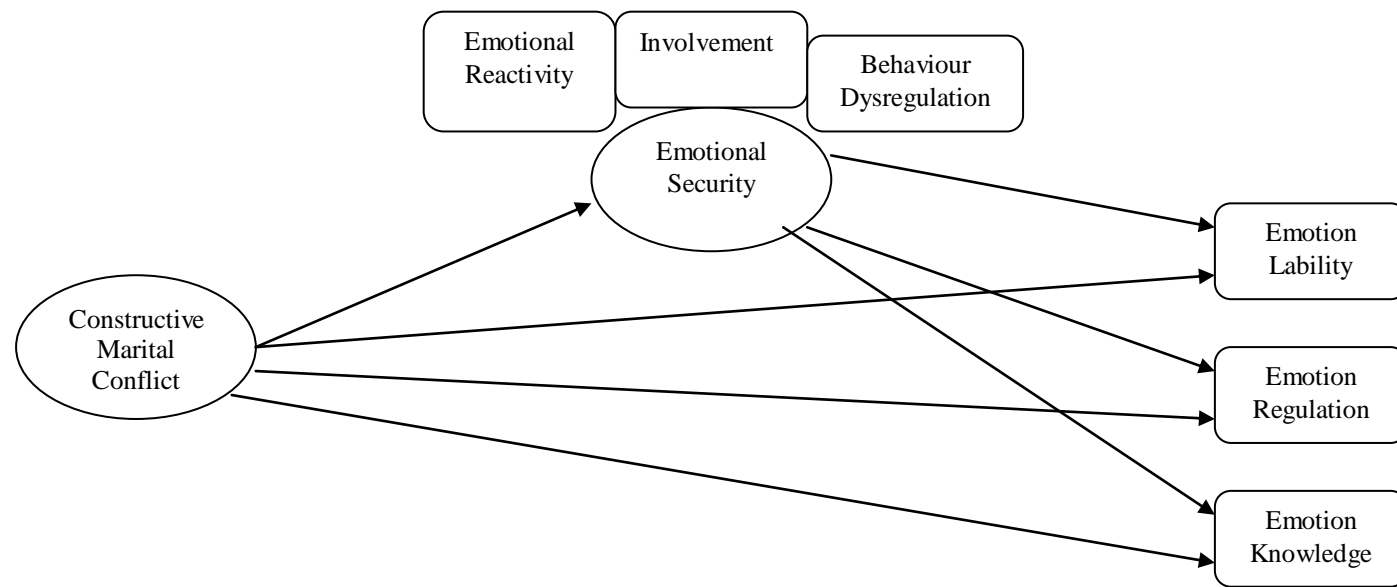 Emotional
Reactivity
Involvement
Behaviour
Dysregulation
Emotional
Security
Emotion
Lability
Constructive
Marital
Conflict
Emotion
Regulation
Emotion
Knowledge